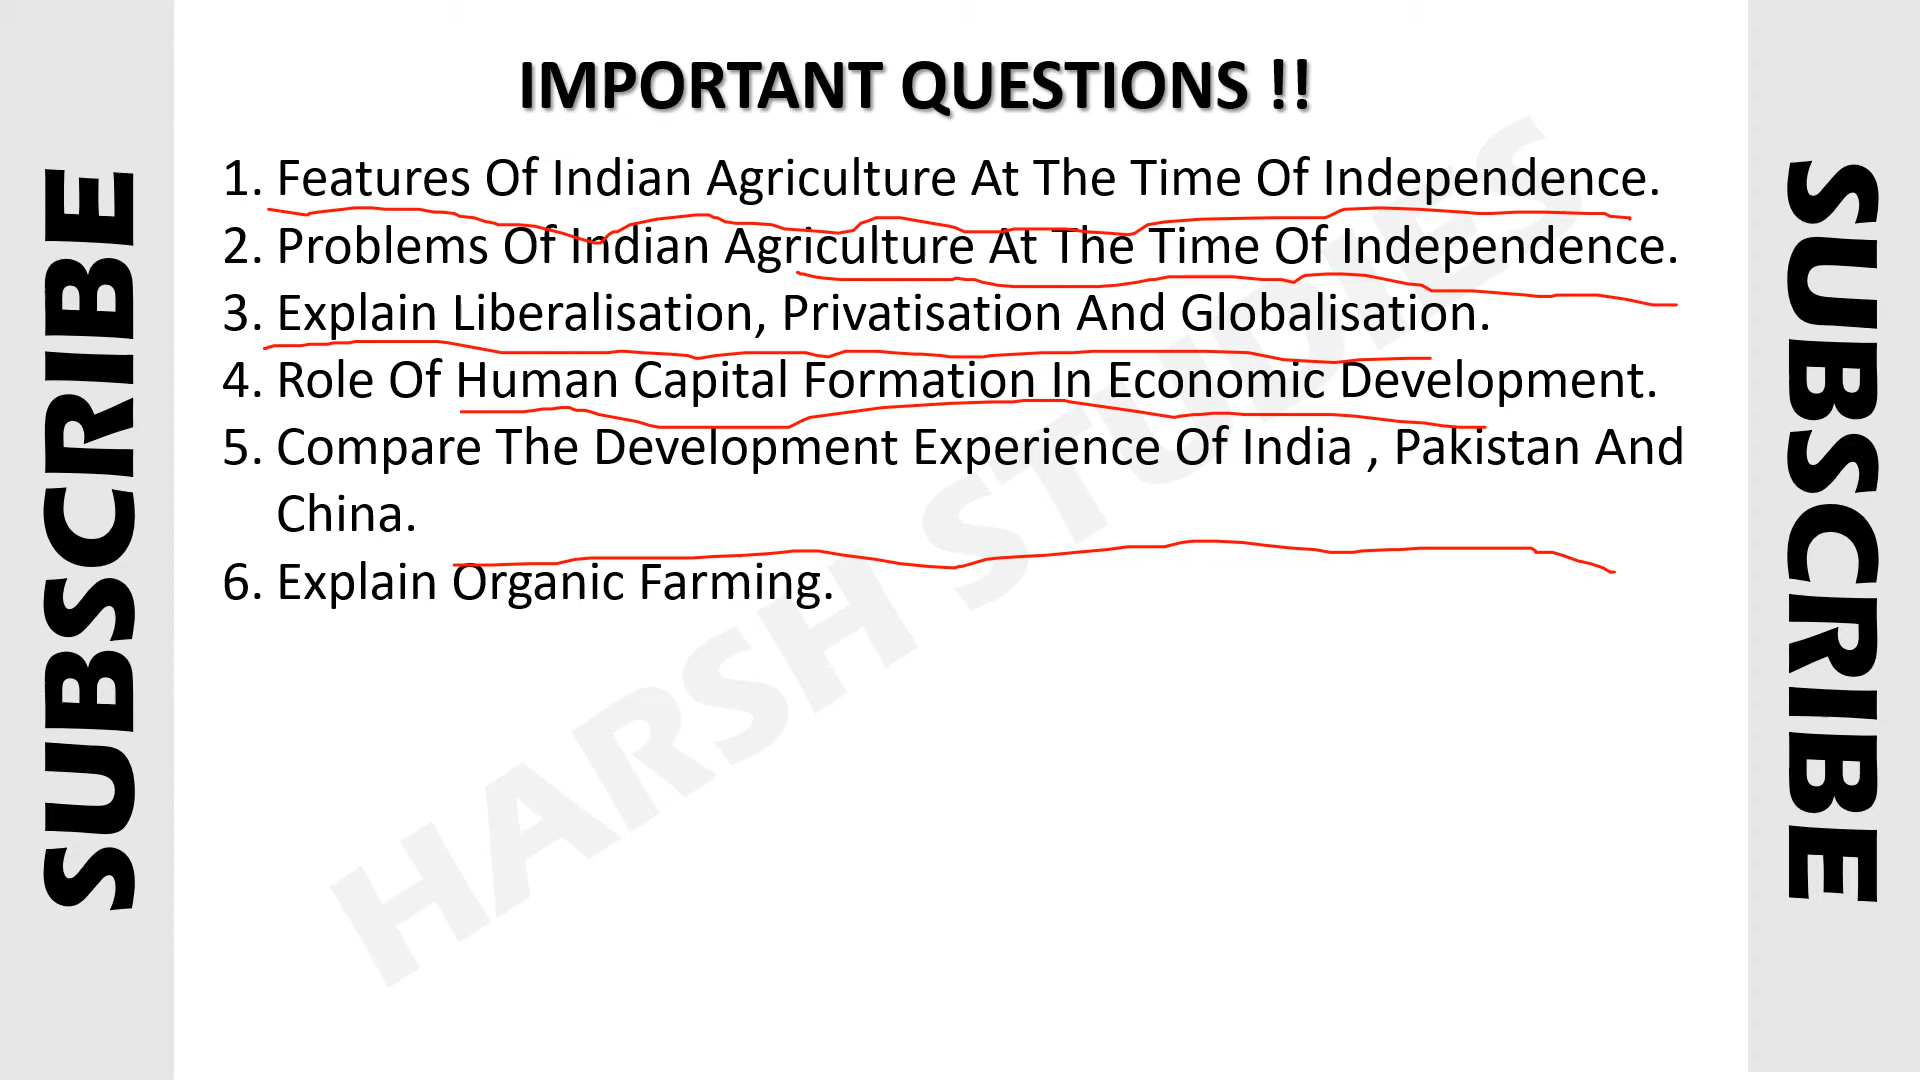 IMPORTANT QUESTIONS !!
1. Features Of Indian Agriculture At The Time Of Independence.
2. Problems Of Indian Agriculture At The Time Of Independence.
3. Explain Liberalisation, Privatisation And Globalisation.
4. Role Of Human Capital Formation In Economic Development.
5. Compare The Development Experience Of India , Pakistan And
China.
6. Explain Organic Farming.
SUBSCRIBE
SUBSCRIBE
HARSH STUDIES